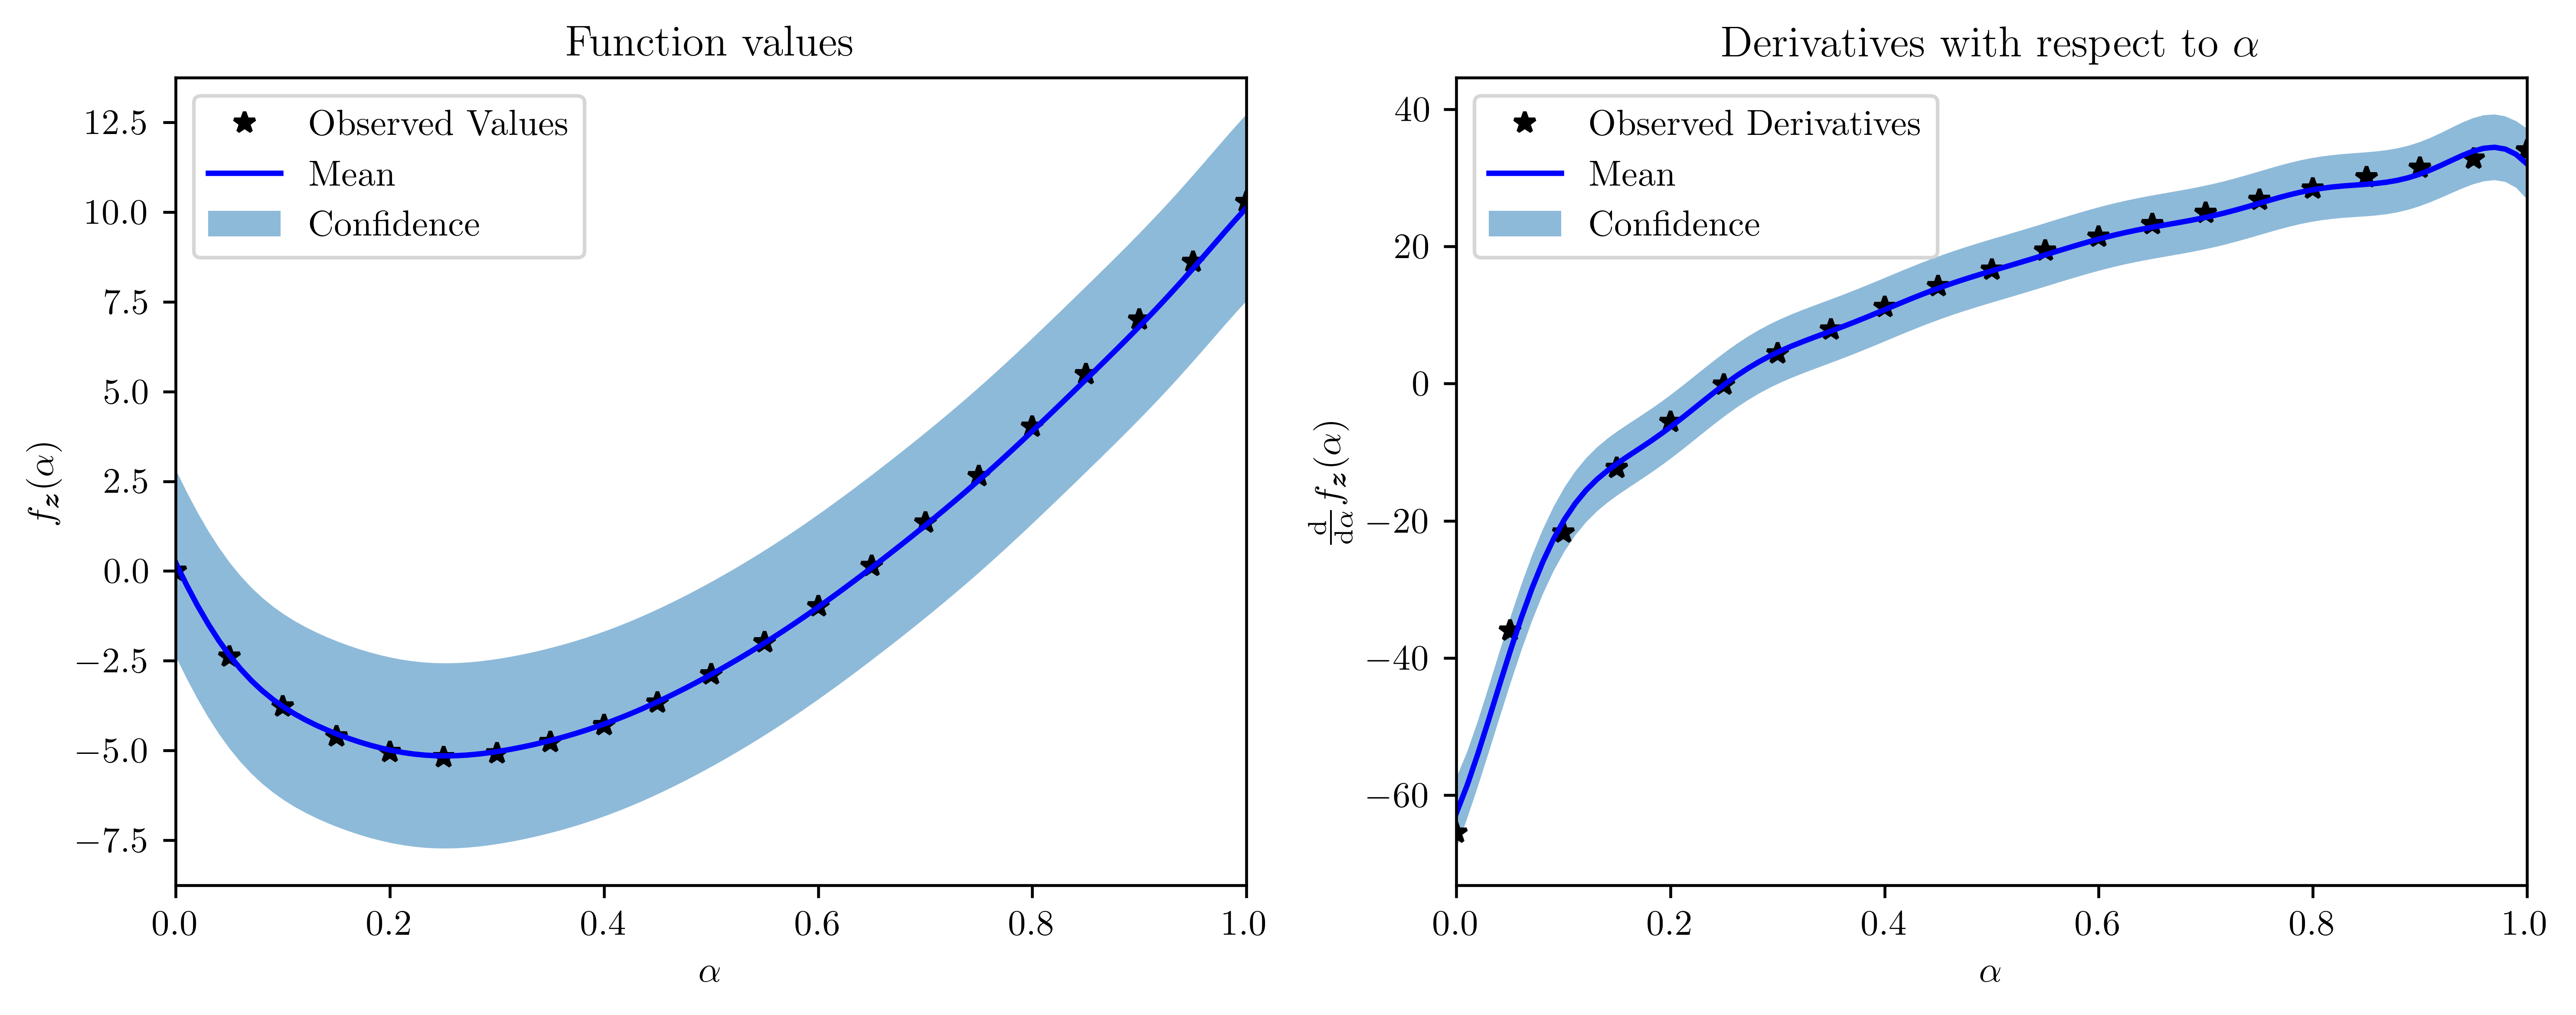 Function values
Observed Values
Mean
Confidence
12.5
10.0
7.5
5.0
2.5
0.0
−2.5
−5.0
−7.5
f_z(α)
0.0 0.2 0.4 0.6 0.8 1.0
α
Derivatives with respect to α
Observed Derivatives
Mean
Confidence
40
20
0
−20
−40
−60
d/dα f_z(α)
0.0 0.2 0.4 0.6 0.8 1.0
α